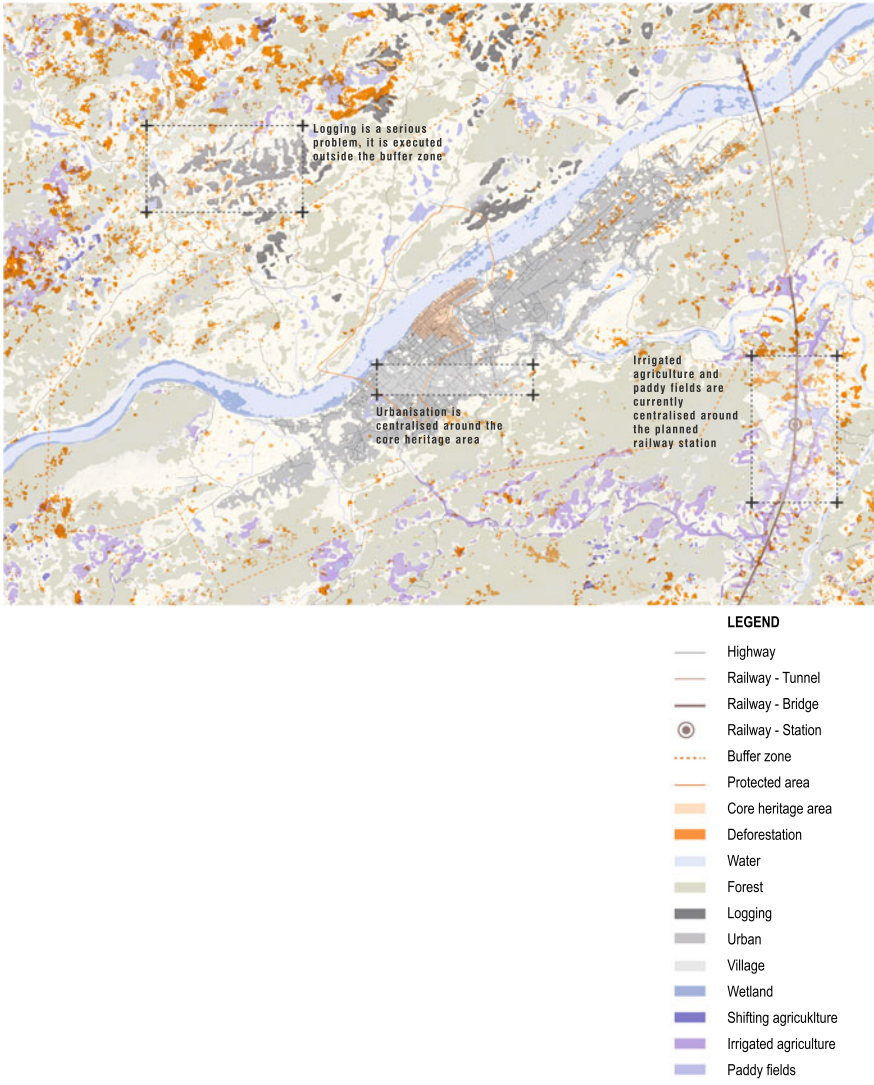 Logging is a serious
problem, it is executed
outside the buffer zone
Irrigated
agriculture and
paddy fields are
currently
centralised around
the planned
railway station
Urbanisation is
centralised around the
core heritage area
LEGEND
Highway
Railway - Tunnel
Railway - Bridge
Railway - Station
Buffer zone
Protected area
Core heritage area
Deforestation
Water
Forest
Logging
Urban
Village
Wetland
Shifting agricuklture
Irrigated agriculture
Paddy fields